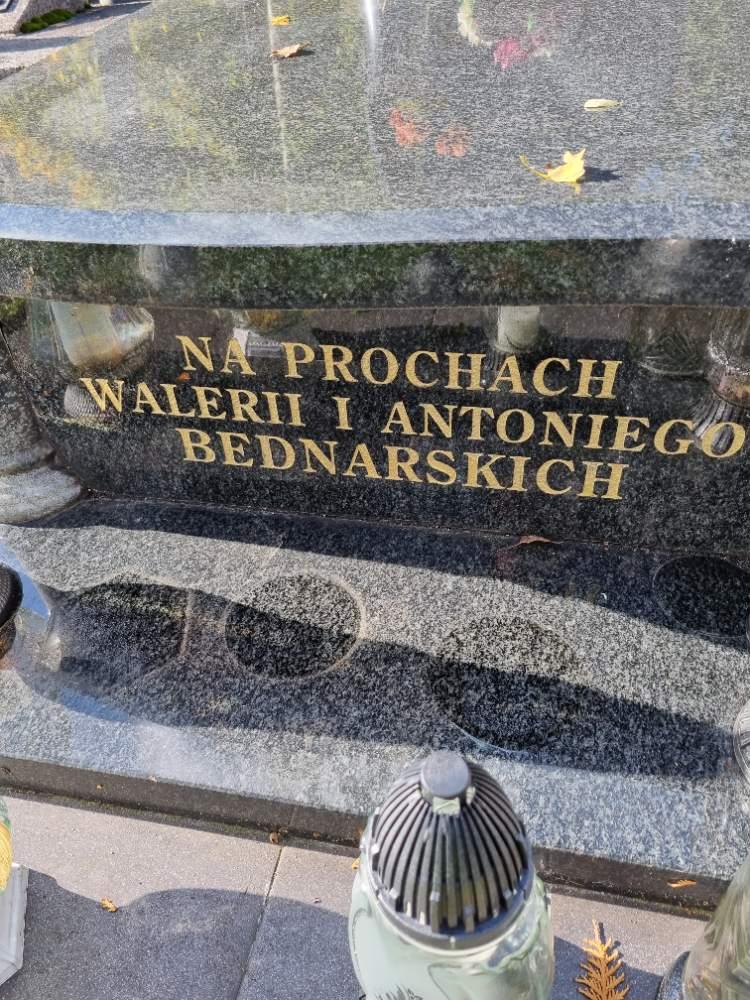 NA PROCHACH
WALERII I ANTONIEGO
BEDNARSKICH